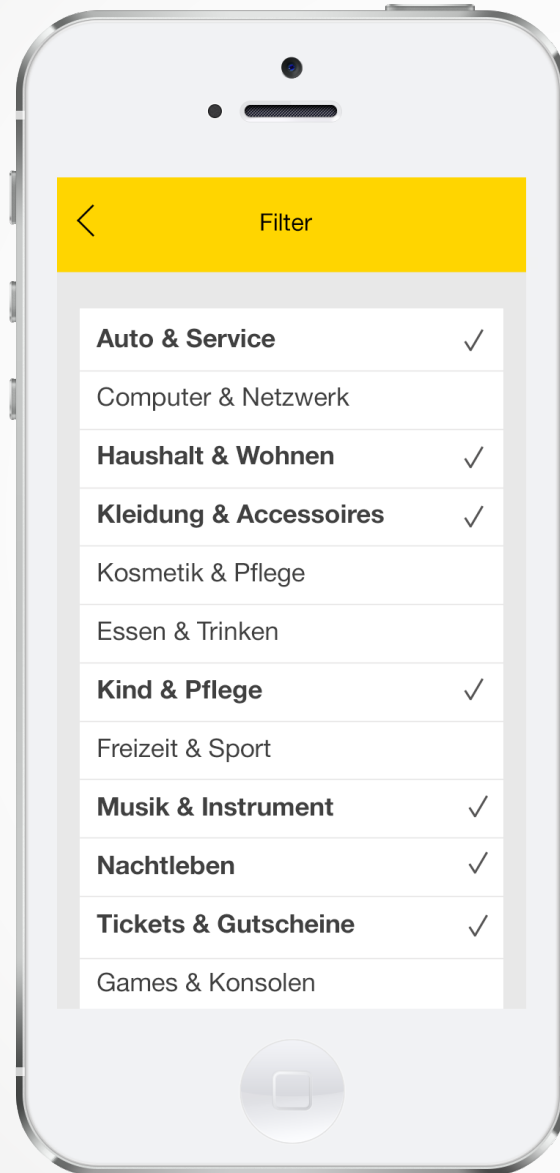 Filter
Auto & Service
Computer & Netzwerk
Haushalt & Wohnen
Kleidung & Accessoires
Kosmetik & Pflege
Essen & Trinken
Kind & Pflege
Freizeit & Sport
Musik & Instrument
Nachtleben
Tickets & Gutscheine
Games & Konsolen